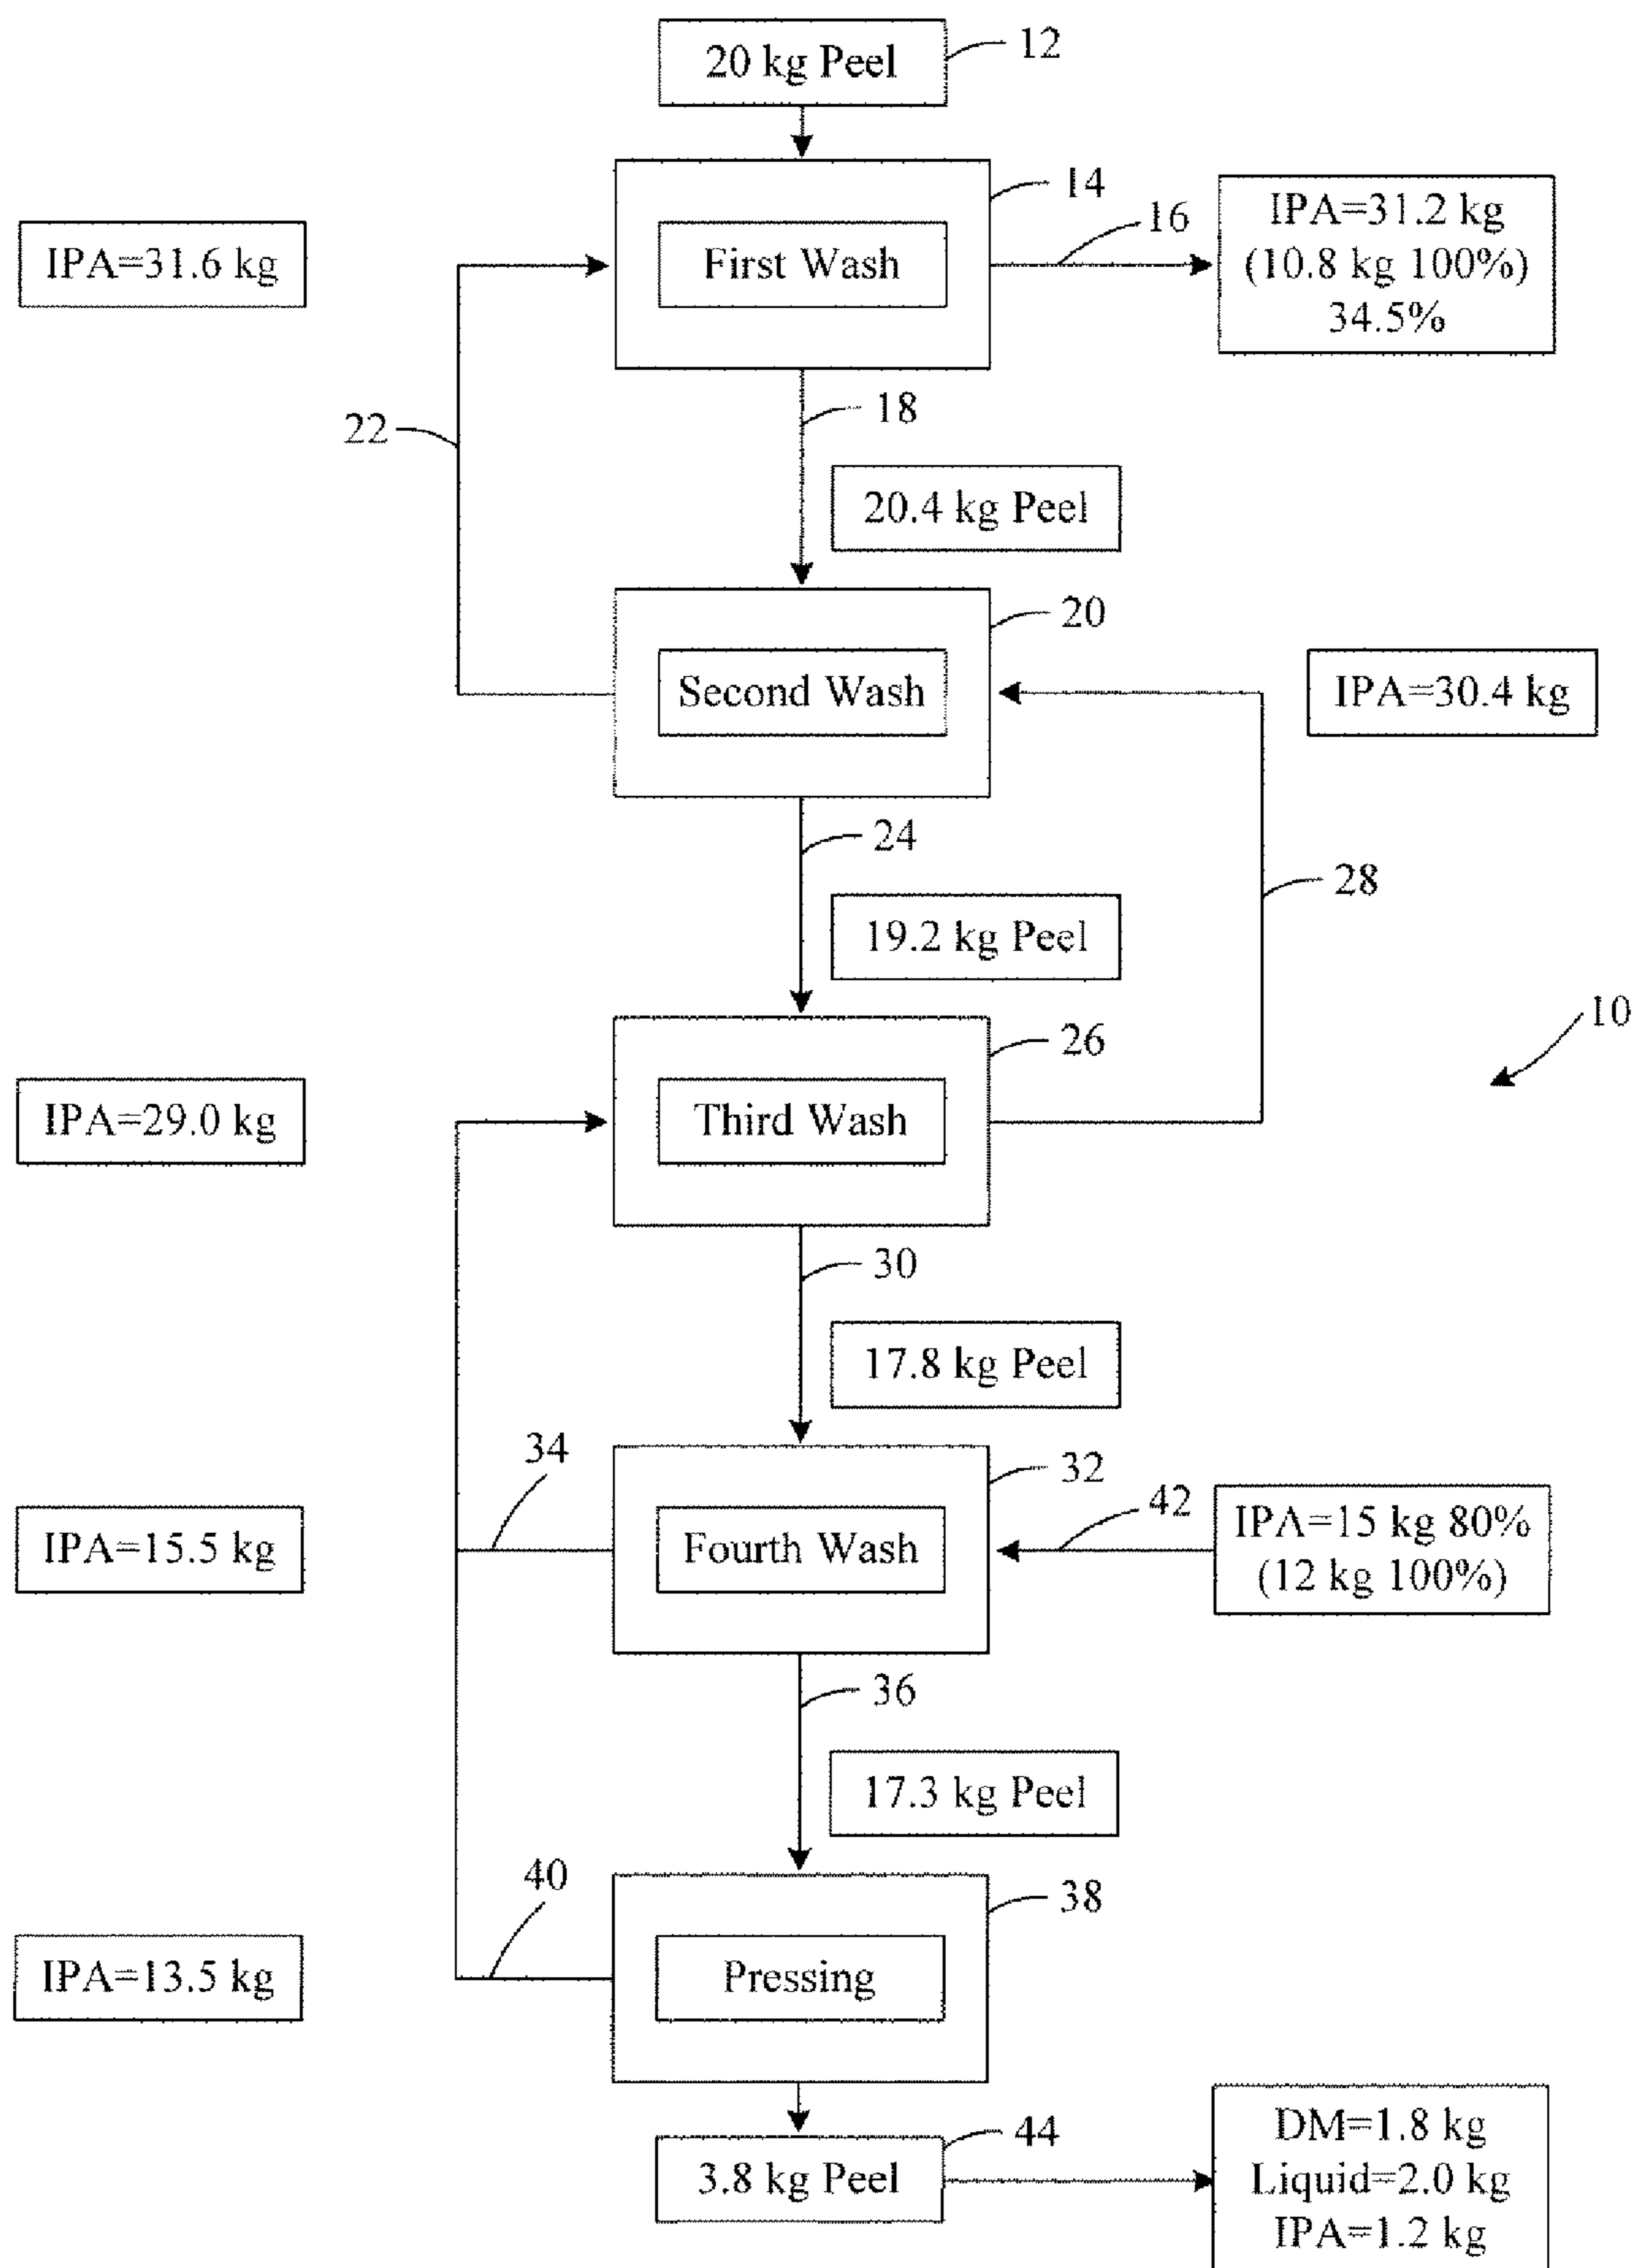 20 kg Peel
12
14
16
IPA=31.6 kg
First Wash
IPA=31.2 kg
(10.8 kg 100%)
34.5%
22
18
20.4 kg Peel
20
Second Wash
IPA=30.4 kg
24
28
19.2 kg Peel
10
26
IPA=29.0 kg
Third Wash
30
17.8 kg Peel
34
32
42
IPA=15.5 kg
Fourth Wash
IPA=15 kg 80%
(12 kg 100%)
36
17.3 kg Peel
40
38
IPA=13.5 kg
Pressing
44
3.8 kg Peel
DM=1.8 kg
Liquid=2.0 kg
IPA=1.2 kg